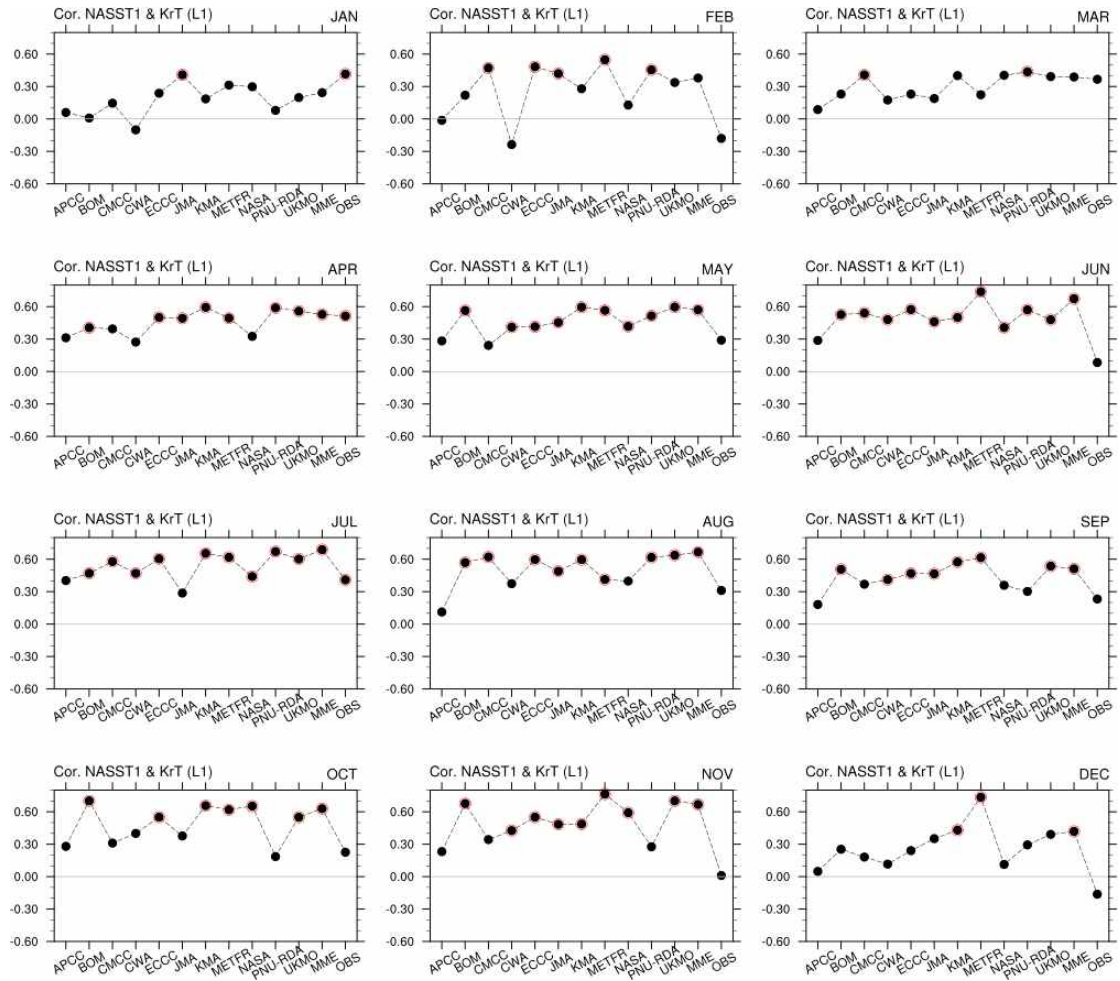 Cor. NASST1 & KrT (L1) JAN Cor. NASST1 & KrT (L1) FEB Cor. NASST1 & KrT (L1) MAR
0.60 0.60 0.60
0.30 0.30 0.30
0.00 0.00 0.00
-0.30 -0.30 -0.30
-0.60 -0.60 -0.60
APCC BOM CMCC CWA ECCC JMA KMA METFR NASA PNU-RDA UKMO MME OBS APCC BOM CMCC CWA ECCC JMA KMA METFR NASA PNU-RDA UKMO MME OBS APCC BOM CMCC CWA ECCC JMA KMA METFR NASA PNU-RDA UKMO MME OBS
Cor. NASST1 & KrT (L1) APR Cor. NASST1 & KrT (L1) MAY Cor. NASST1 & KrT (L1) JUN
0.60 0.60 0.60
0.30 0.30 0.30
0.00 0.00 0.00
-0.30 -0.30 -0.30
-0.60 -0.60 -0.60
APCC BOM CMCC CWA ECCC JMA KMA METFR NASA PNU-RDA UKMO MME OBS APCC BOM CMCC CWA ECCC JMA KMA METFR NASA PNU-RDA UKMO MME OBS APCC BOM CMCC CWA ECCC JMA KMA METFR NASA PNU-RDA UKMO MME OBS
Cor. NASST1 & KrT (L1) JUL Cor. NASST1 & KrT (L1) AUG Cor. NASST1 & KrT (L1) SEP
0.60 0.60 0.60
0.30 0.30 0.30
0.00 0.00 0.00
-0.30 -0.30 -0.30
-0.60 -0.60 -0.60
APCC BOM CMCC CWA ECCC JMA KMA METFR NASA PNU-RDA UKMO MME OBS APCC BOM CMCC CWA ECCC JMA KMA METFR NASA PNU-RDA UKMO MME OBS APCC BOM CMCC CWA ECCC JMA KMA METFR NASA PNU-RDA UKMO MME OBS
Cor. NASST1 & KrT (L1) OCT Cor. NASST1 & KrT (L1) NOV Cor. NASST1 & KrT (L1) DEC
0.60 0.60 0.60
0.30 0.30 0.30
0.00 0.00 0.00
-0.30 -0.30 -0.30
-0.60 -0.60 -0.60
APCC BOM CMCC CWA ECCC JMA KMA METFR NASA PNU-RDA UKMO MME OBS APCC BOM CMCC CWA ECCC JMA KMA METFR NASA PNU-RDA UKMO MME OBS APCC BOM CMCC CWA ECCC JMA KMA METFR NASA PNU-RDA UKMO MME OBS